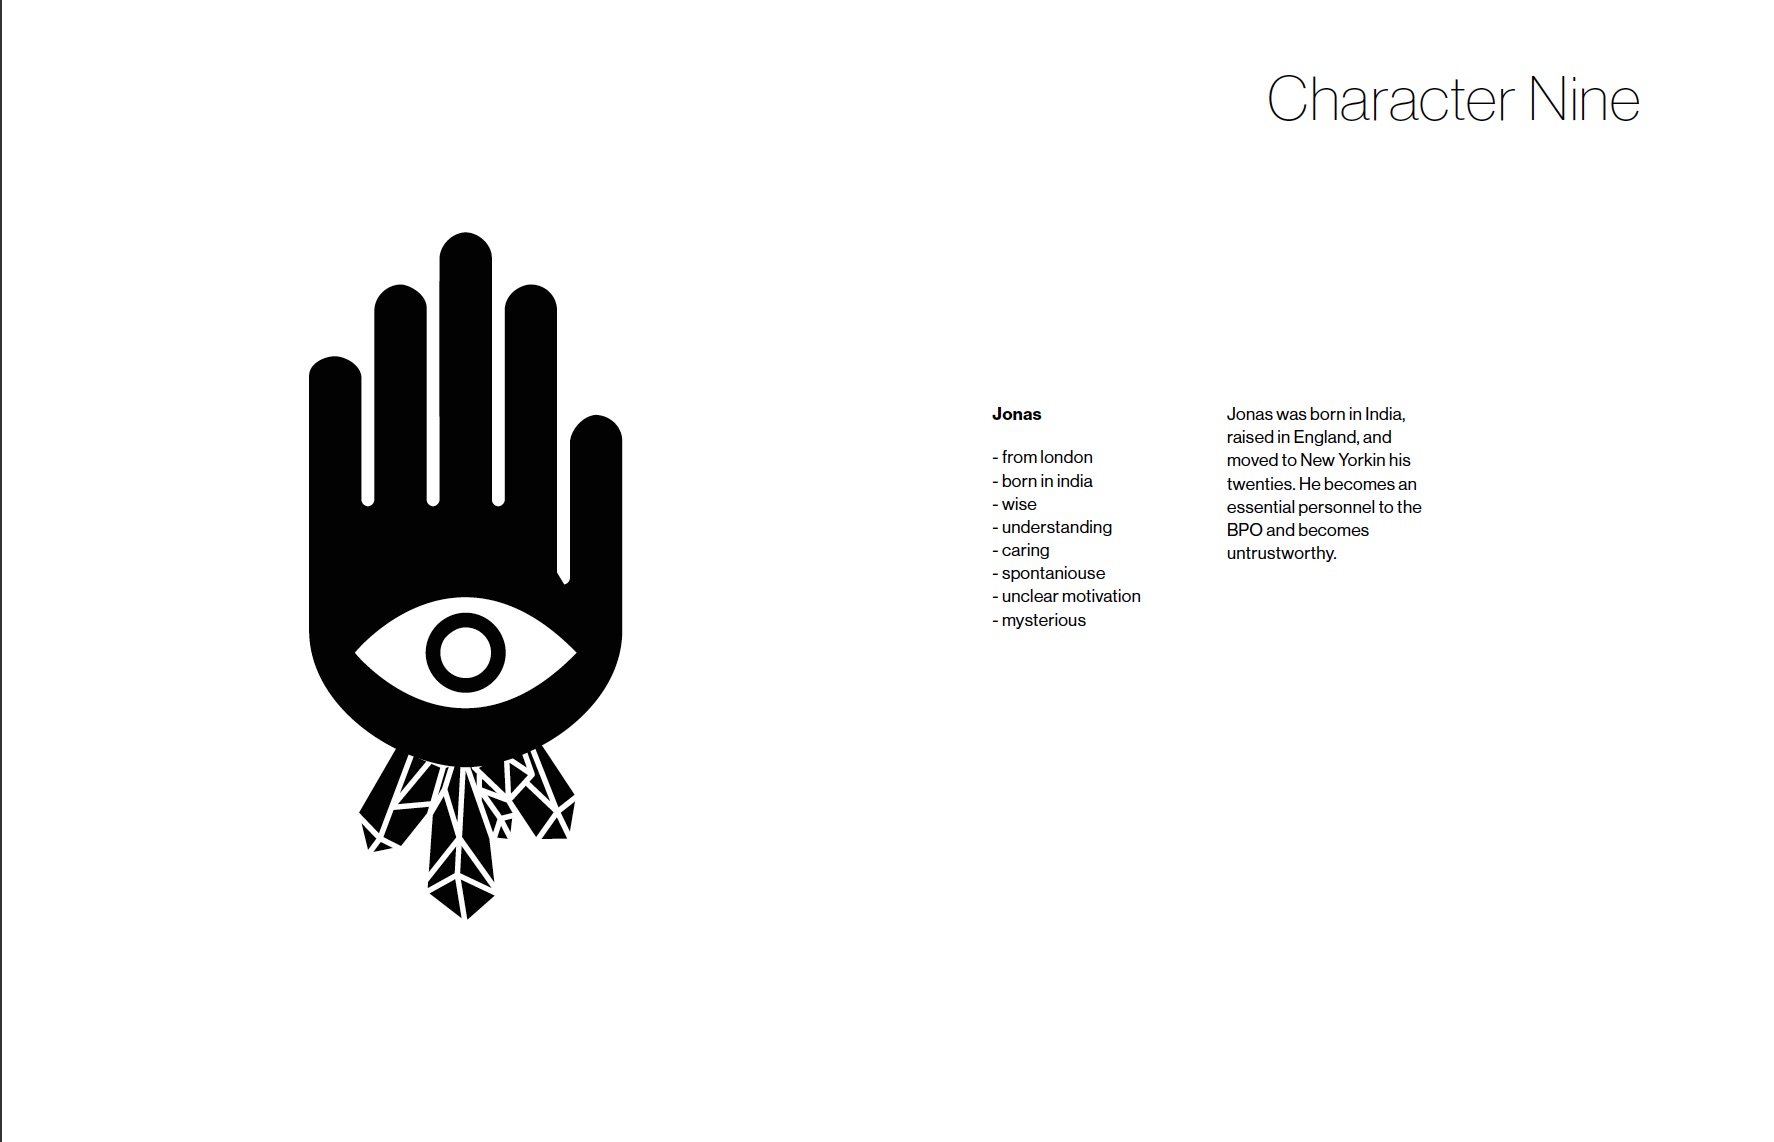 Character Nine
Jonas
- from london
- born in india
- wise
- understanding
- caring
- spontaniouse
- unclear motivation
- mysterious
Jonas was born in India,
raised in England, and
moved to New Yorkin his
twenties. He becomes an
essential personnel to the
BPO and becomes
untrustworthy.